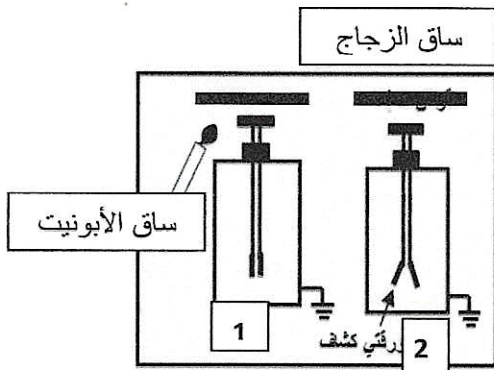 ساق الزجاج
ساق الأبونيت
1
2
ورقتي كشف